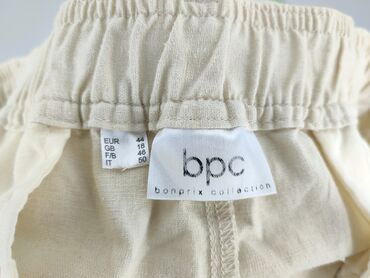 EUR 44
GB 18
F/B 46
IT 50
bpc
bonprix collection